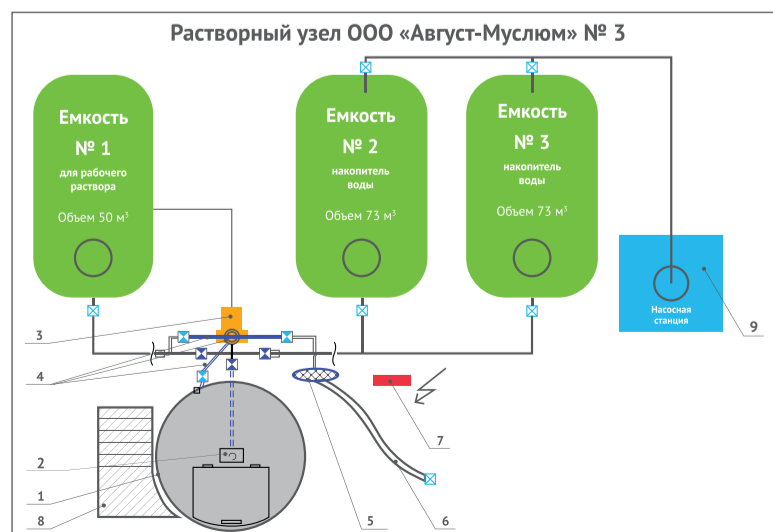 Растворный узел ООО «Август-Муслюм» № 3
Емкость
№ 1
для рабочего
раствора
Объем 50 м³
Емкость
№ 2
накопитель
воды
Объем 73 м³
Емкость
№ 3
накопитель
воды
Объем 73 м³
Насосная
станция
9
3
4
7
2
1
8
5
6